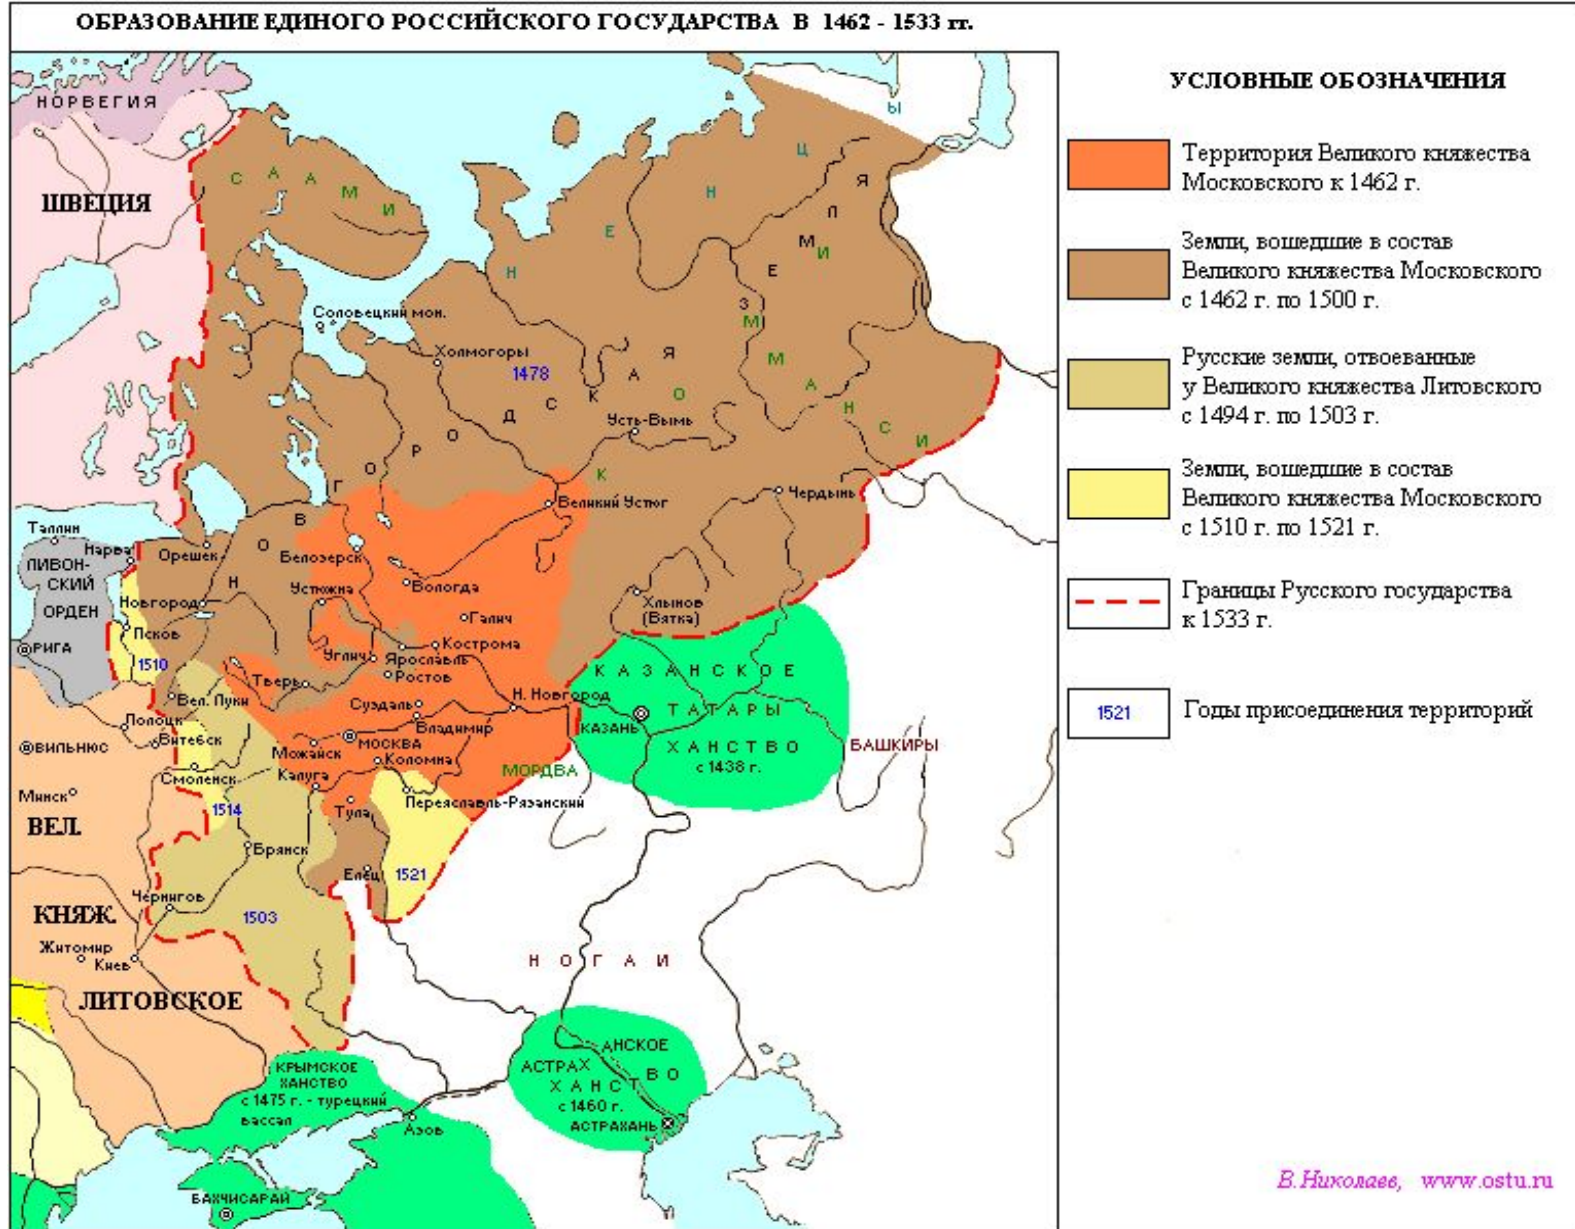 ОБРАЗОВАНИЕ ЕДИНОГО РОССИЙСКОГО ГОСУДАРСТВА В 1462 - 1533 гг.
УСЛОВНЫЕ ОБОЗНАЧЕНИЯ
Территория Великого княжества
Московского к 1462 г.
Земли, вошедшие в состав
Великого княжества Московского
с 1462 г. по 1500 г.
Русские земли, отвоеванные
у Великого княжества Литовского
с 1494 г. по 1503 г.
Земли, вошедшие в состав
Великого княжества Московского
с 1510 г. по 1521 г.
Границы Русского государства
к 1533 г.
1521
Годы присоединения территорий
НОРВЕГИЯ
ШВЕЦИЯ
СААМИ
НЕНЦЫ
НОВГОРОДСКАЯ ЗЕМЛЯ
КОМИ
МАНСИ
Соловецкий мон.
Холмогоры
1478
Усть-Вымь
Великий Устюг
Чердынь
Таллин
Нарва
Орешек
Белозерск
ЛИВОН-
СКИЙ
ОРДЕН
Вологда
Устюжна
Новгород
Галич
Хлынов
(Вятка)
Псков
РИГА
1510
Углич
Кострома
Ярославль
Ростов
Тверь
Вел. Луки
Н. Новгород
Суздаль
Владимир
Полоцк
Витебск
ВИЛЬНЮС
Можайск
МОСКВА
Коломна
КАЗАНСКОЕ
ТАТАРЫ
КАЗАНЬ
ХАНСТВО
с 1438 г.
БАШКИРЫ
Смоленск
Калуга
МОРДВА
Минск
1514
Тула
Переяславль-Рязанский
ВЕЛ.
Брянск
Елец
1521
Чернигов
КНЯЖ.
1503
Житомир
Киев
НОГАИ
ЛИТОВСКОЕ
КРЫМСКОЕ
ХАНСТВО
с 1475 г. - турецкий
вассал
Азов
АСТРАХАНСКОЕ
ХАНСТВО
с 1460 г.
АСТРАХАНЬ
БАХЧИСАРАЙ
В.Николаев, www.ostu.ru